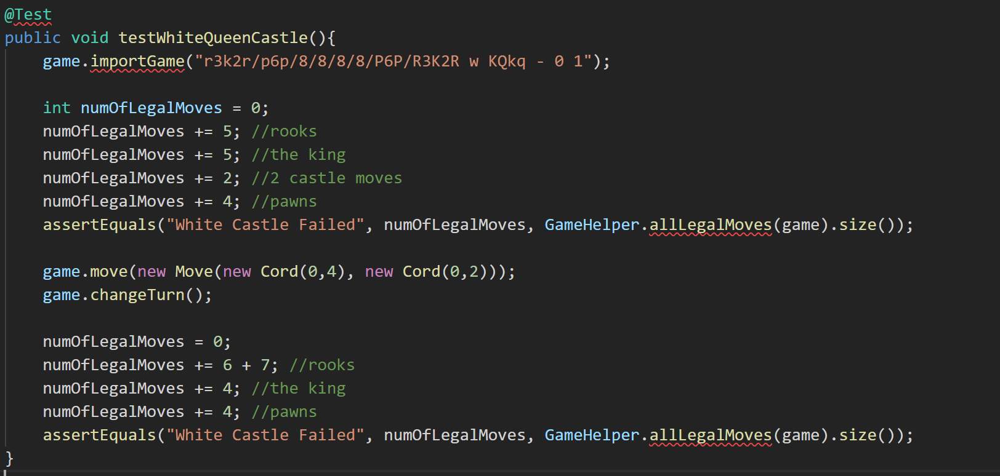 @Test
public void testWhiteQueenCastle(){
game.importGame("r3k2r/p6p/8/8/8/8/P6P/R3K2R w KQkq - 0 1");
int numOfLegalMoves = 0;
numOfLegalMoves += 5; //rooks
numOfLegalMoves += 5; //the king
numOfLegalMoves += 2; //2 castle moves
numOfLegalMoves += 4; //pawns
assertEquals("White Castle Failed", numOfLegalMoves, GameHelper.allLegalMoves(game).size());
game.move(new Move(new Cord(0,4), new Cord(0,2)));
game.changeTurn();
numOfLegalMoves = 0;
numOfLegalMoves += 6 + 7; //rooks
numOfLegalMoves += 4; //the king
numOfLegalMoves += 4; //pawns
assertEquals("White Castle Failed", numOfLegalMoves, GameHelper.allLegalMoves(game).size());
}